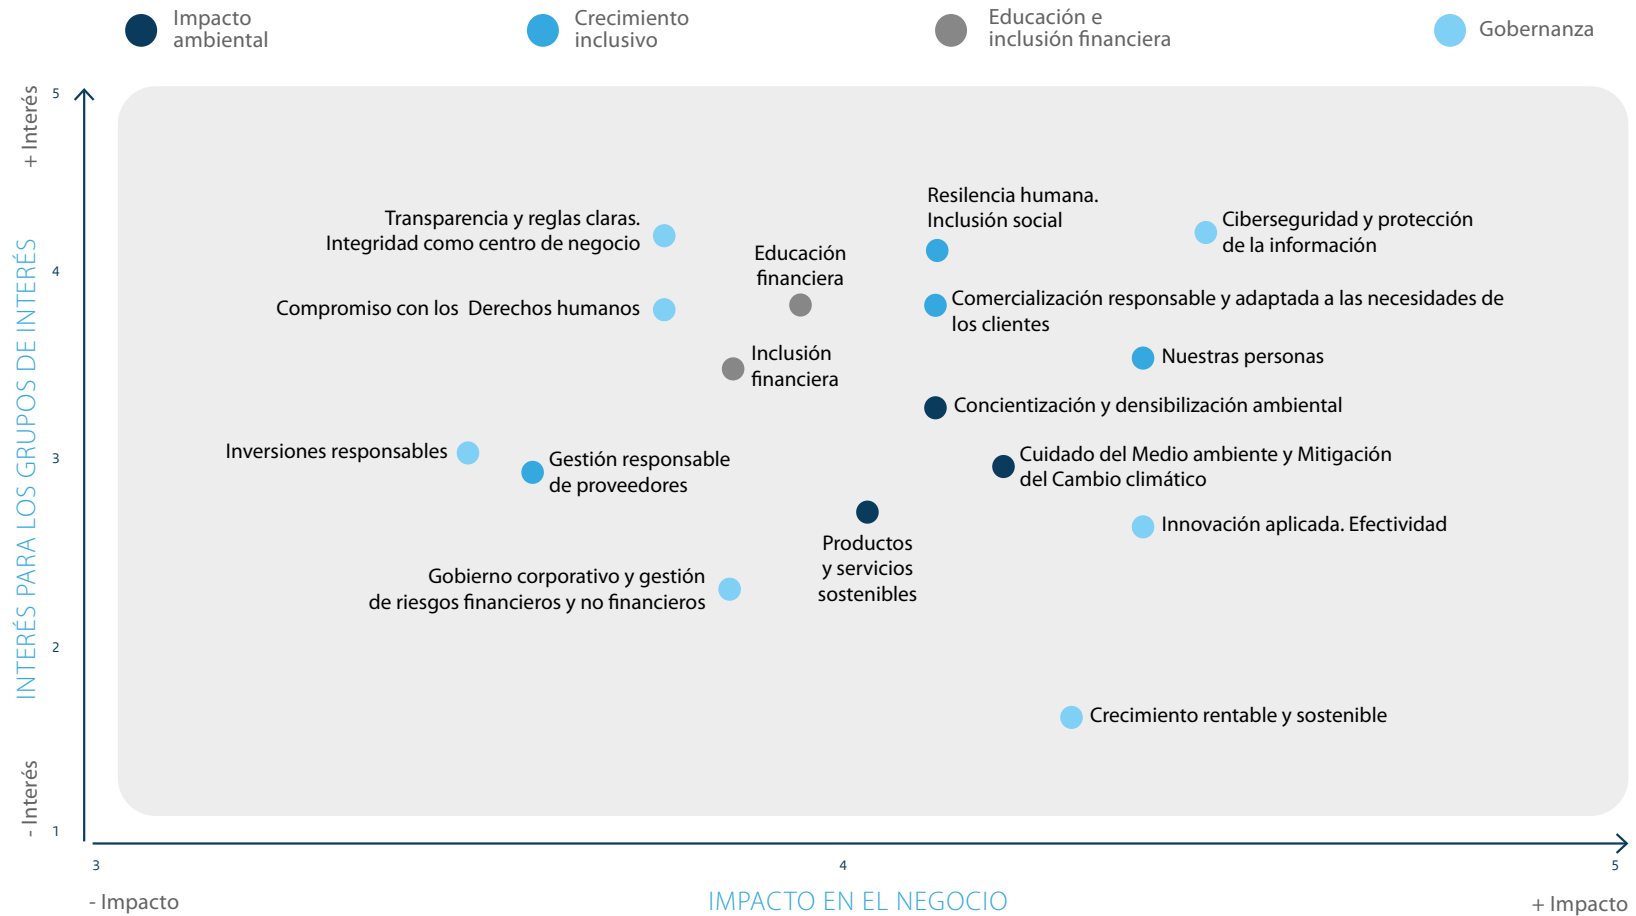 Impacto
ambiental
Crecimiento
inclusivo
Educación e
inclusión financiera
Gobernanza
+ Interés
5
4
3
2
1
- Interés
INTERÉS PARA LOS GRUPOS DE INTERÉS
Resilencia humana.
Inclusión social
Transparencia y reglas claras.
Integridad como centro de negocio
Ciberseguridad y protección
de la información
Educación
financiera
Compromiso con los  Derechos humanos
Comercialización responsable y adaptada a las necesidades de
los clientes
Inclusión
financiera
Nuestras personas
Concientización y densibilización ambiental
Inversiones responsables
Gestión responsable
de proveedores
Cuidado del Medio ambiente y Mitigación
del Cambio climático
Innovación aplicada. Efectividad
Productos
y servicios
sostenibles
Gobierno corporativo y gestión
de riesgos financieros y no financieros
Crecimiento rentable y sostenible
3
4
5
- Impacto
IMPACTO EN EL NEGOCIO
+ Impacto